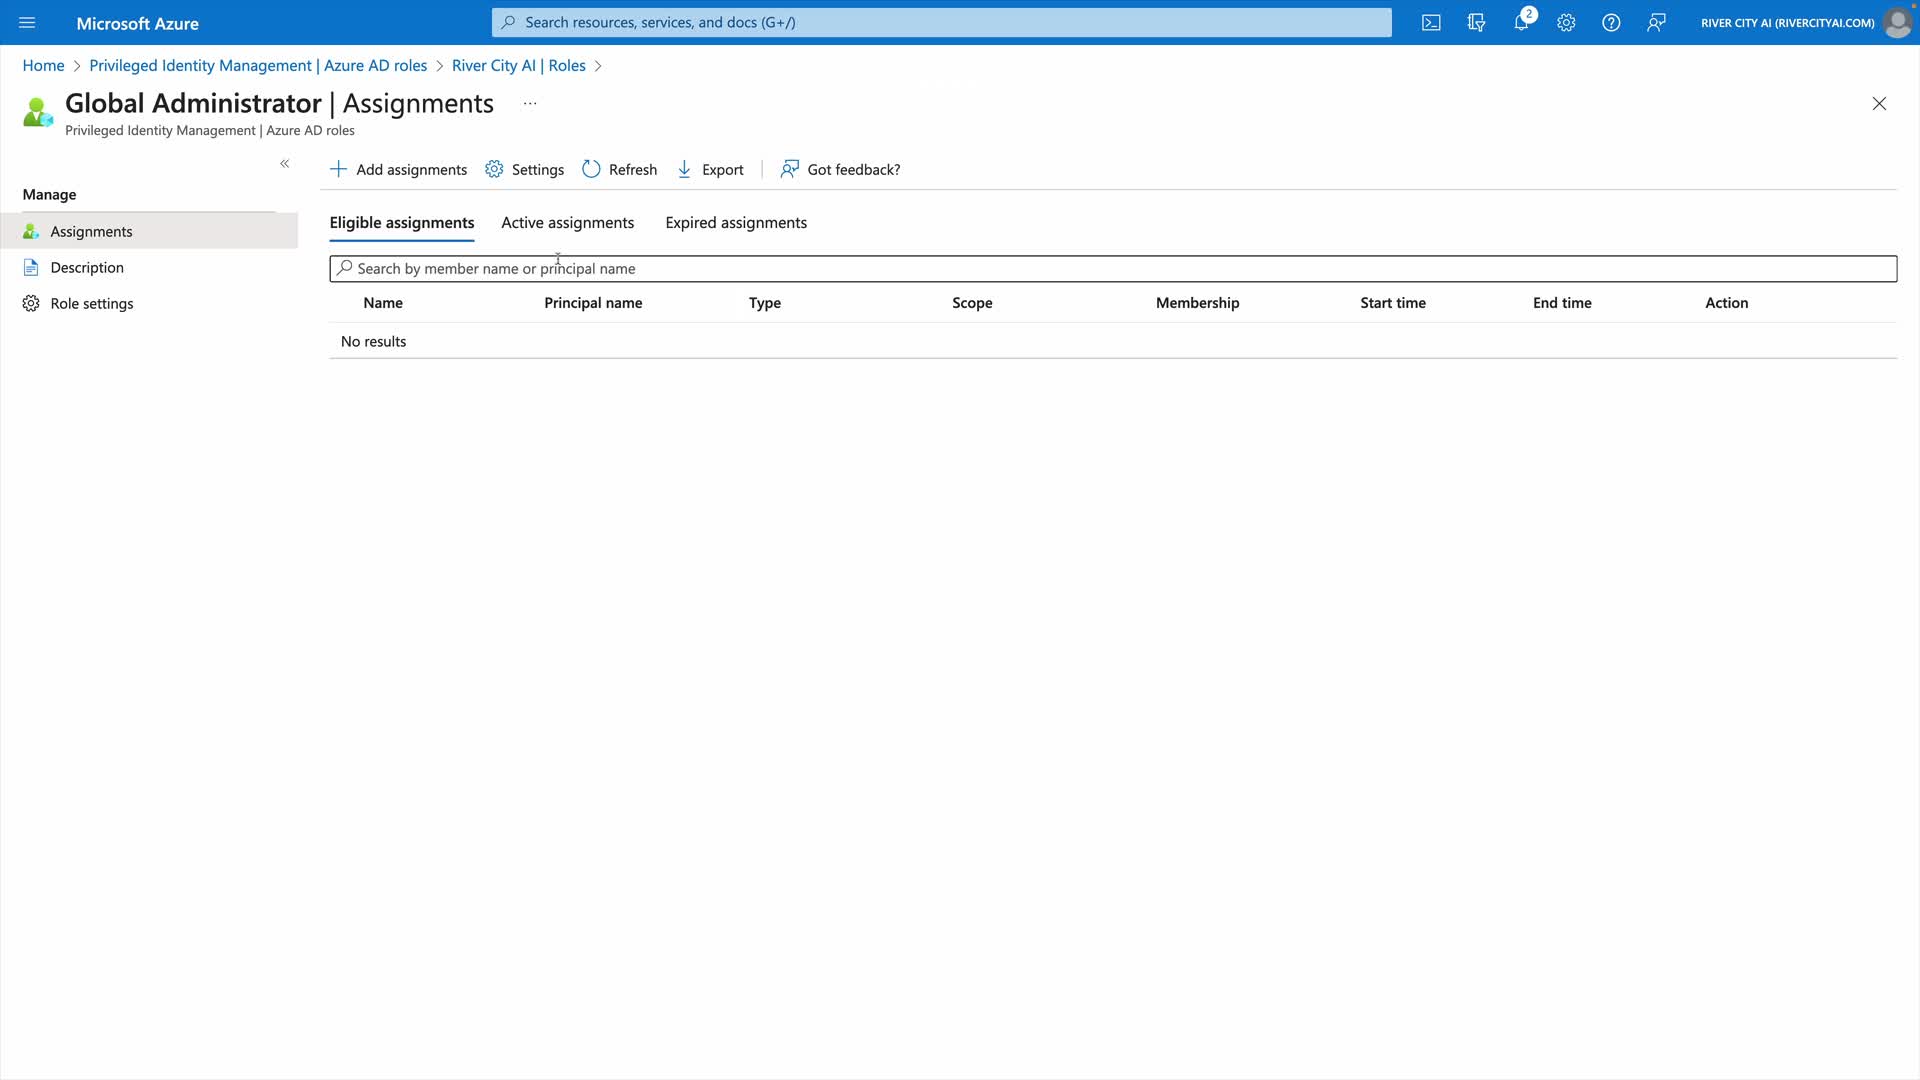 Microsoft Azure
Search resources, services, and docs (G+/)
2
RIVER CITY AI (RIVERCITYAI.COM)
Home > Privileged Identity Management | Azure AD roles > River City AI | Roles >
Global Administrator | Assignments ...
Privileged Identity Management | Azure AD roles
«
Manage
Assignments
Description
Role settings
Add assignments Settings Refresh Export | Got feedback?
Eligible assignments Active assignments Expired assignments
Search by member name or principal name
Name Principal name Type Scope Membership Start time End time Action
No results